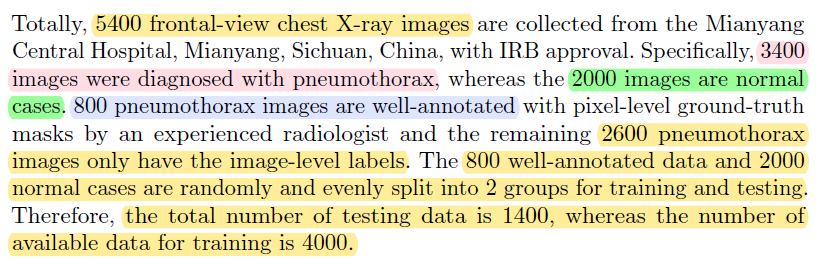 Totally, 5400 frontal-view chest X-ray images are collected from the Mianyang
Central Hospital, Mianyang, Sichuan, China, with IRB approval. Specifically, 3400
images were diagnosed with pneumothorax, whereas the 2000 images are normal
cases. 800 pneumothorax images are well-annotated with pixel-level ground-truth
masks by an experienced radiologist and the remaining 2600 pneumothorax
images only have the image-level labels. The 800 well-annotated data and 2000
normal cases are randomly and evenly split into 2 groups for training and testing.
Therefore, the total number of testing data is 1400, whereas the number of
available data for training is 4000.